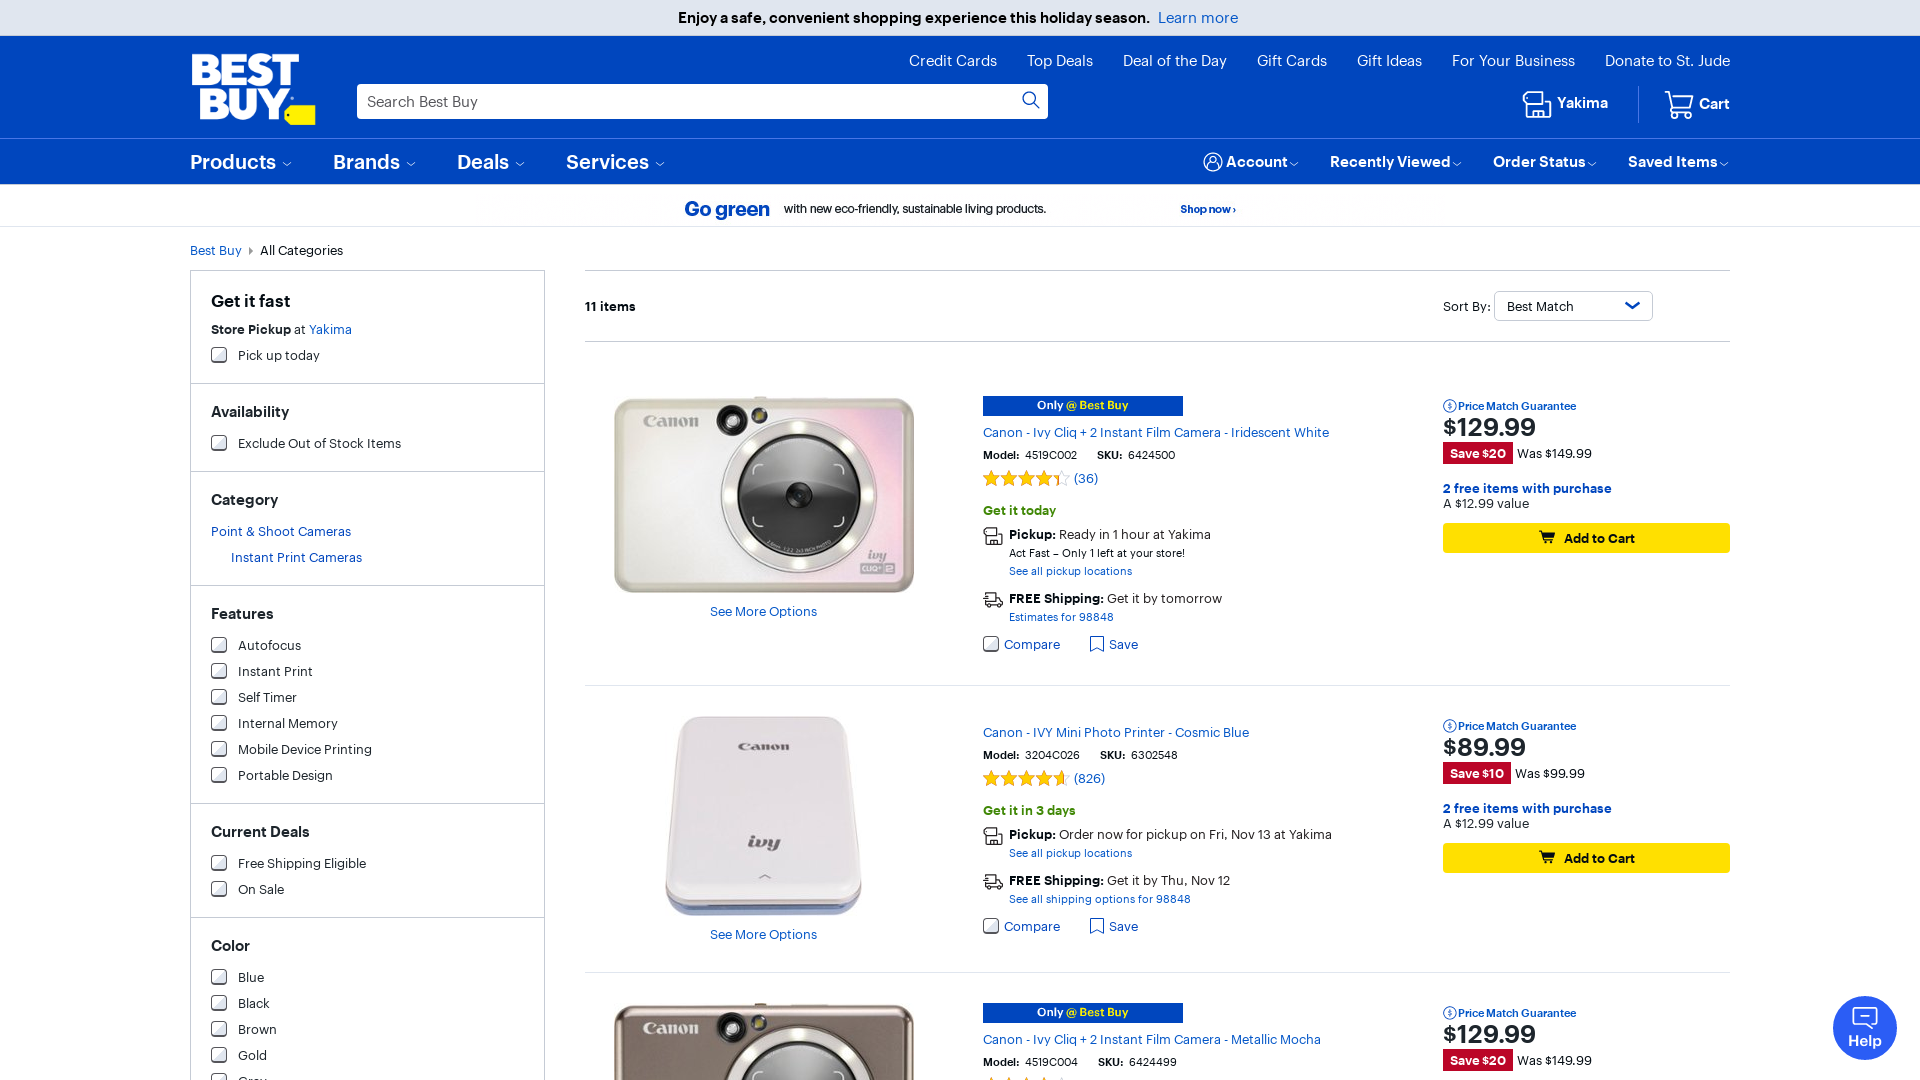 Enjoy a safe, convenient shopping experience this holiday season. Learn more
Credit Cards
Top Deals
Deal of the Day
Gift Cards
Gift Ideas
For Your Business
Donate to St. Jude
BEST
BUY
Search Best Buy
Yakima
Cart
Products
Brands
Deals
Services
Account
Recently Viewed
Order Status
Saved Items
Go green with new eco-friendly, sustainable living products. Shop now ›
Best Buy
All Categories
Get it fast
Store Pickup at Yakima
Pick up today
Availability
Exclude Out of Stock Items
Category
Point & Shoot Cameras
Instant Print Cameras
Features
Autofocus
Instant Print
Self Timer
Internal Memory
Mobile Device Printing
Portable Design
Current Deals
Free Shipping Eligible
On Sale
Color
Blue
Black
Brown
Gold
Gray
11 items
Sort By: Best Match
Canon
ivy
CLIQ+ 2
See More Options
Only @ Best Buy
Canon - Ivy Cliq + 2 Instant Film Camera - Iridescent White
Model: 4519C002 SKU: 6424500
(36)
Get it today
Pickup: Ready in 1 hour at Yakima
Act Fast – Only 1 left at your store!
See all pickup locations
FREE Shipping: Get it by tomorrow
Estimates for 98848
Compare
Save
Price Match Guarantee
$129.99
Save $20 Was $149.99
2 free items with purchase
A $12.99 value
Add to Cart
Canon
ivy
See More Options
Canon - IVY Mini Photo Printer - Cosmic Blue
Model: 3204C026 SKU: 6302548
(826)
Get it in 3 days
Pickup: Order now for pickup on Fri, Nov 13 at Yakima
See all pickup locations
FREE Shipping: Get it by Thu, Nov 12
See all shipping options for 98848
Compare
Save
Price Match Guarantee
$89.99
Save $10 Was $99.99
2 free items with purchase
A $12.99 value
Add to Cart
Canon
Only @ Best Buy
Canon - Ivy Cliq + 2 Instant Film Camera - Metallic Mocha
Model: 4519C004 SKU: 6424499
Price Match Guarantee
$129.99
Save $20 Was $149.99
Help